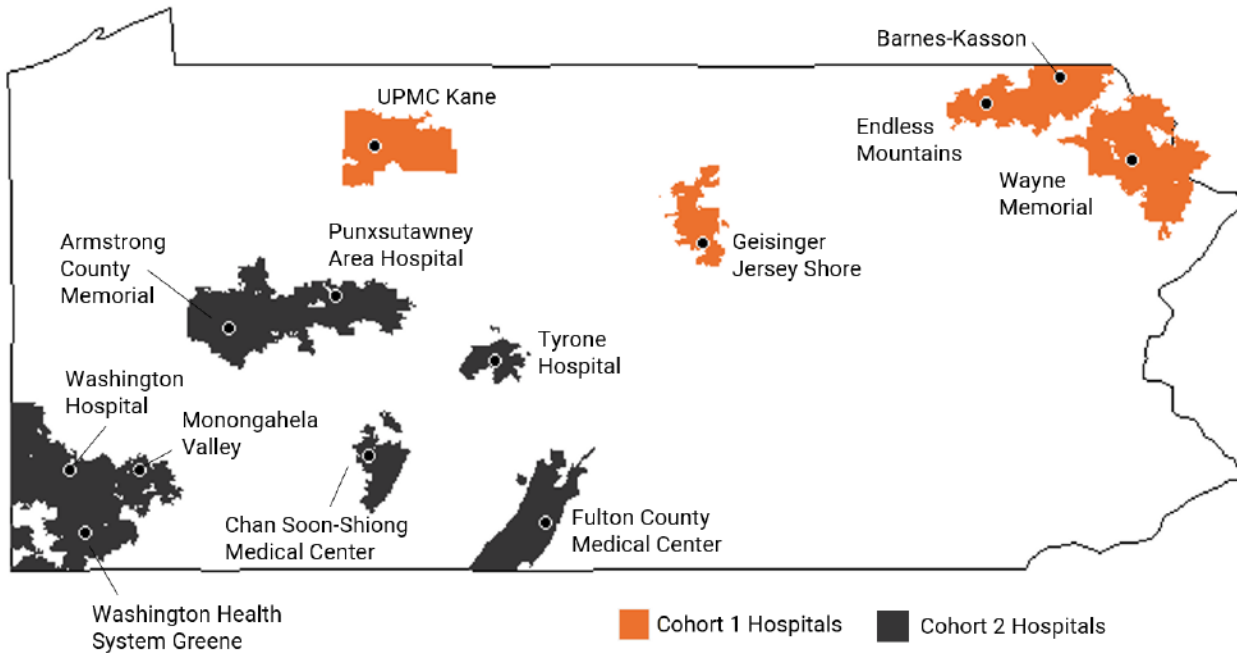 Barnes-Kasson
UPMC Kane
Endless
Mountains
Wayne
Memorial
Punxsutawney
Area Hospital
Armstrong
County
Memorial
Geisinger
Jersey Shore
Tyrone
Hospital
Washington
Hospital
Monongahela
Valley
Chan Soon-Shiong
Medical Center
Fulton County
Medical Center
Washington Health
System Greene
Cohort 1 Hospitals
Cohort 2 Hospitals